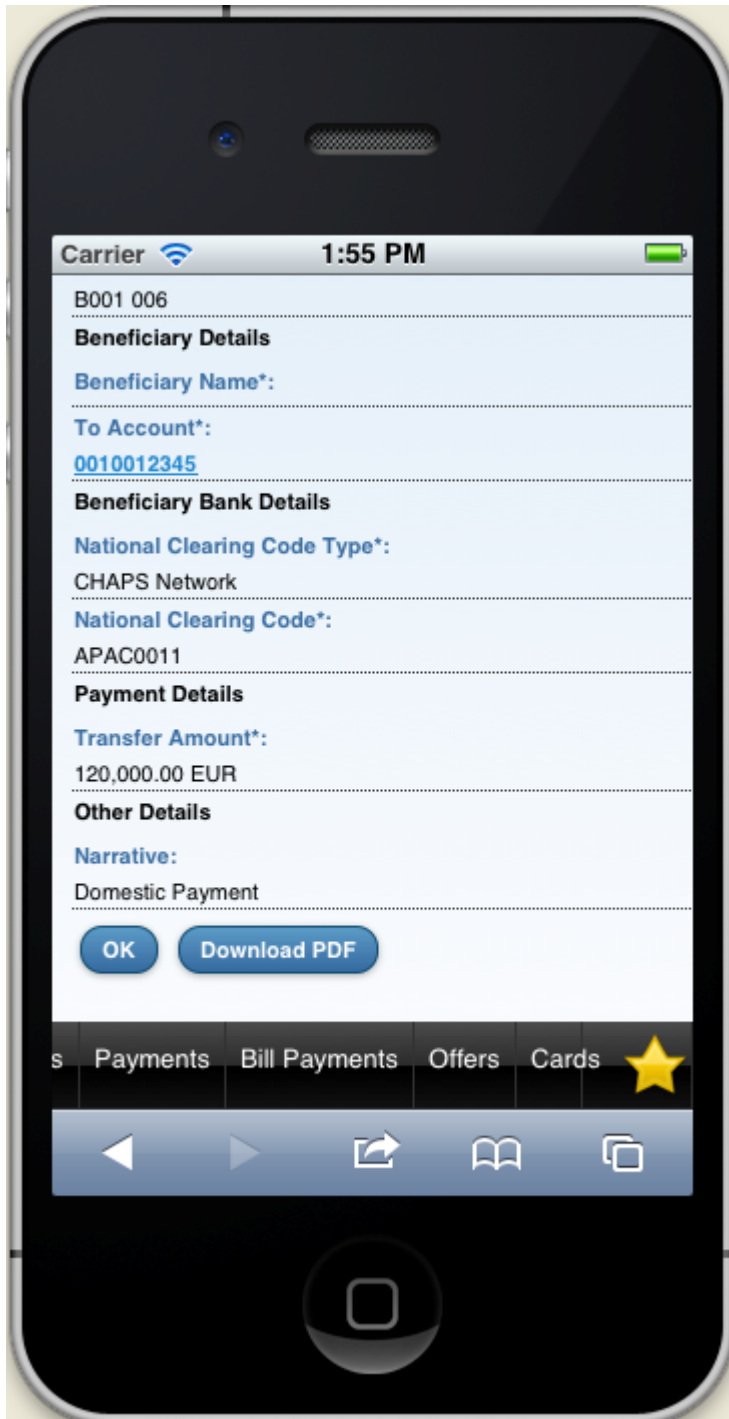 Carrier 1:55 PM
B001 006
Beneficiary Details
Beneficiary Name*:
To Account*:
0010012345
Beneficiary Bank Details
National Clearing Code Type*:
CHAPS Network
National Clearing Code*:
APAC0011
Payment Details
Transfer Amount*:
120,000.00 EUR
Other Details
Narrative:
Domestic Payment
OK Download PDF
s Payments Bill Payments Offers Cards